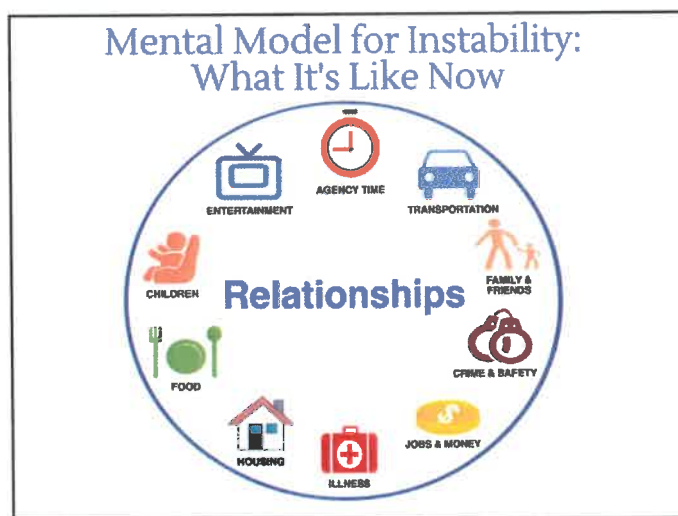 Mental Model for Instability:
What It's Like Now
AGENCY TIME
ENTERTAINMENT
TRANSPORTATION
CHILDREN
Relationships
FAMILY &
FRIENDS
FOOD
CRIME & SAFETY
HOUSING
JOBS & MONEY
ILLNESS
$